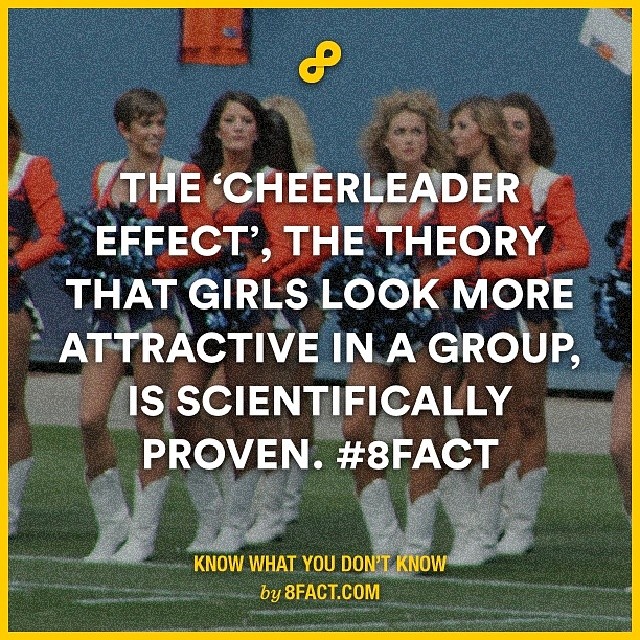 THE ‘CHEERLEADER
EFFECT’, THE THEORY
THAT GIRLS LOOK MORE
ATTRACTIVE IN A GROUP,
IS SCIENTIFICALLY
PROVEN. #8FACT
KNOW WHAT YOU DON’T KNOW
by 8FACT.COM